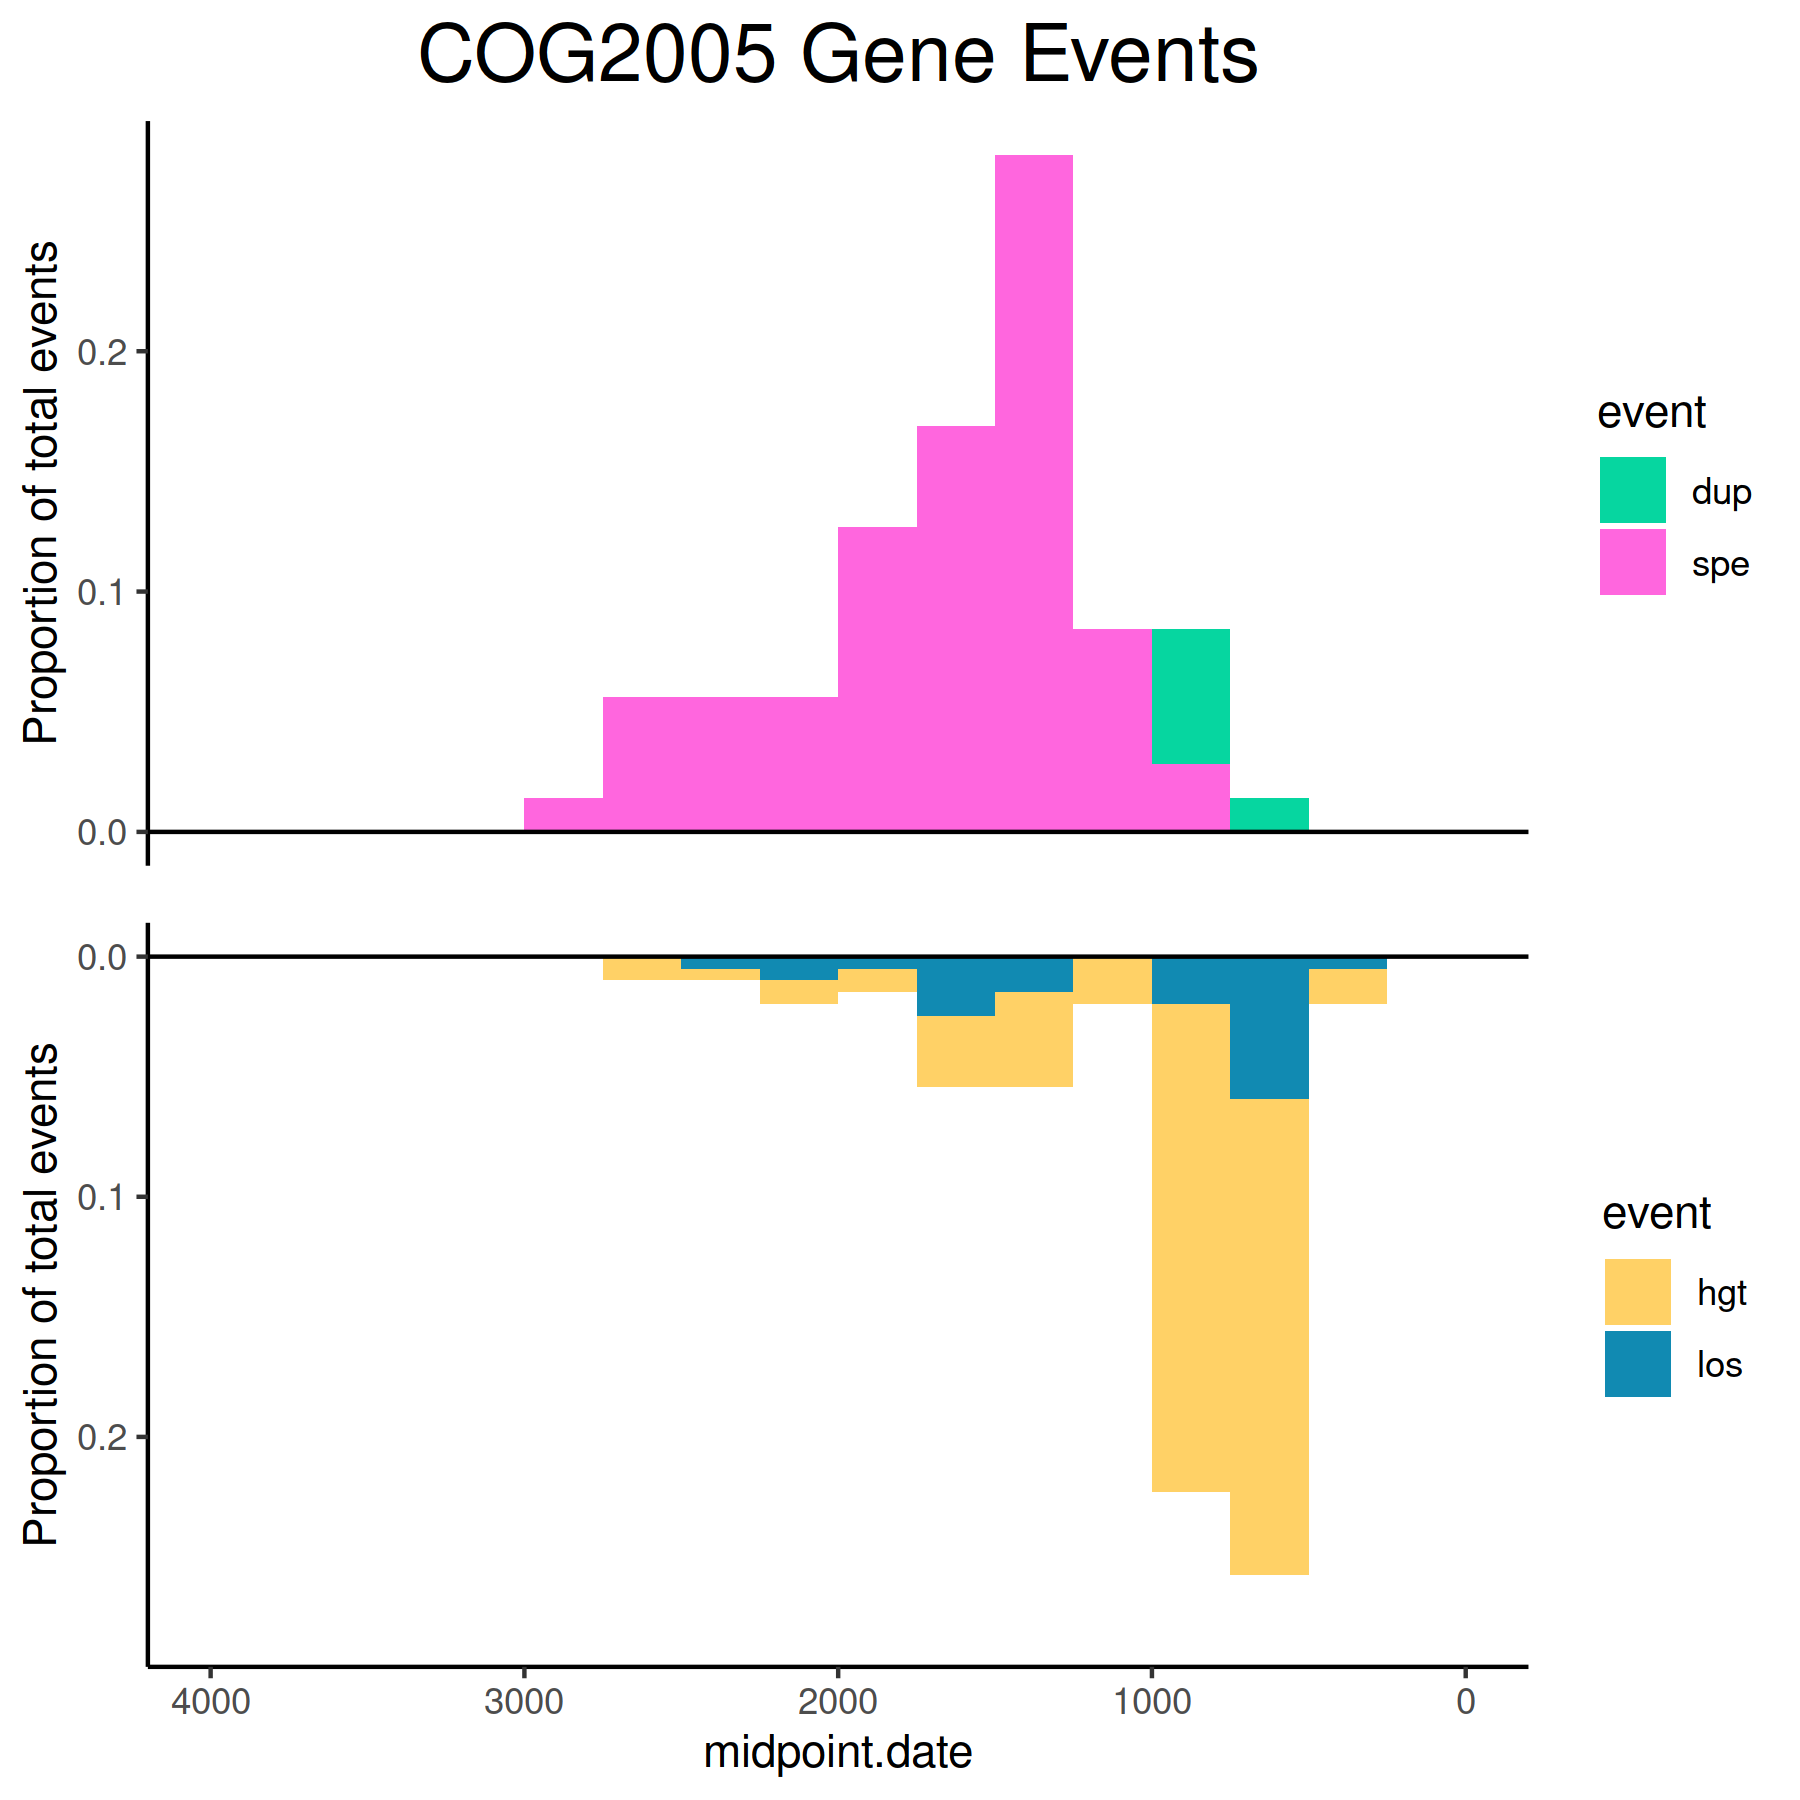 COG2005 Gene Events
Proportion of total events
0.2
0.1
0.0
event
dup
spe
Proportion of total events
0.0
0.1
0.2
event
hgt
los
4000 3000 2000 1000 0
midpoint.date